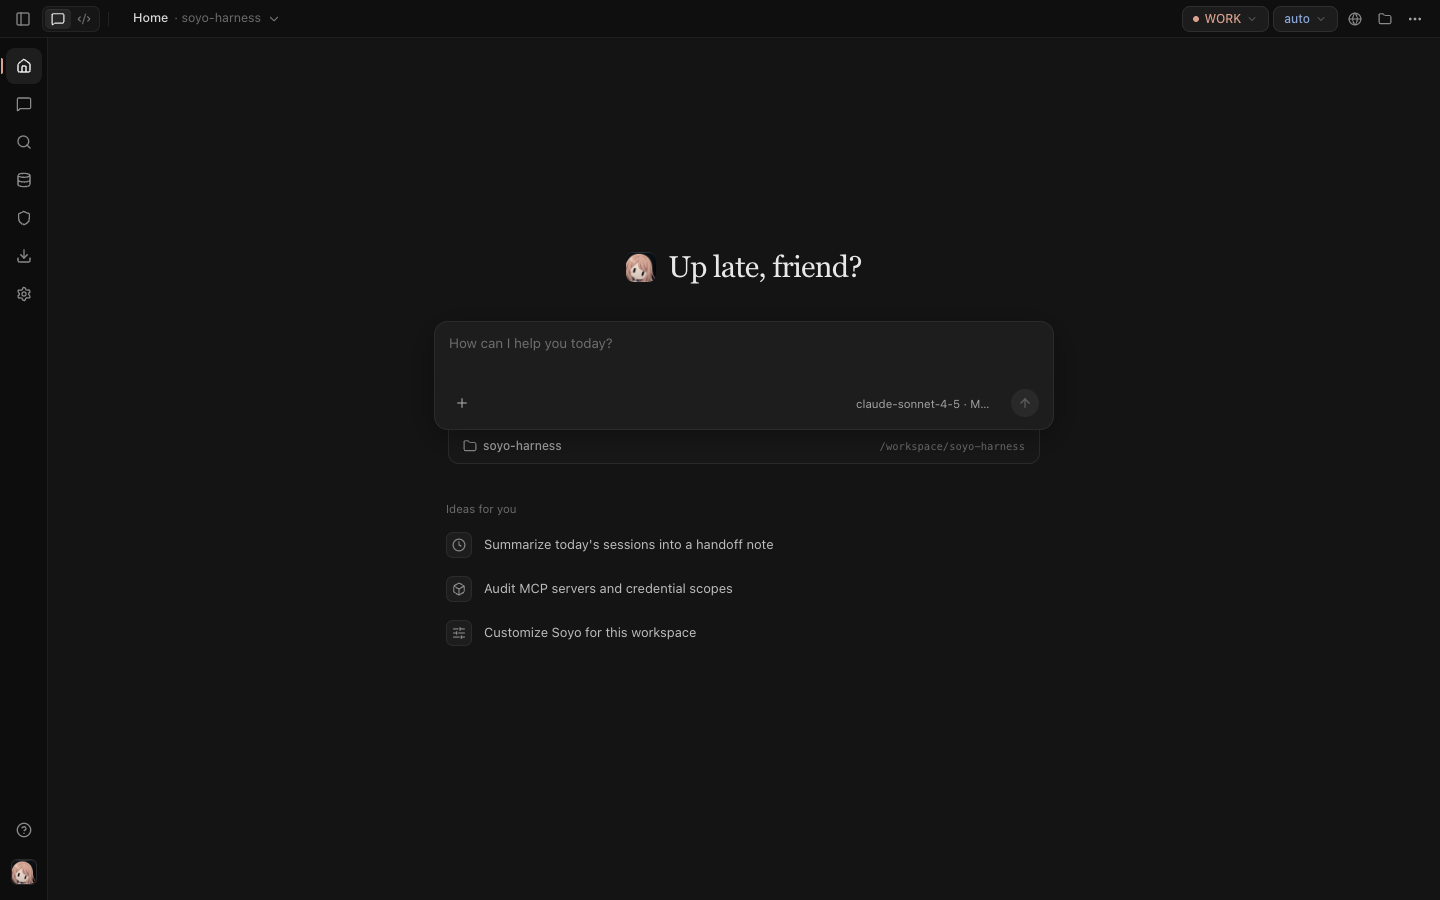 Home · soyo-harness
WORK
auto
Up late, friend?
How can I help you today?
claude-sonnet-4-5 · M...
soyo-harness
/workspace/soyo-harness
Ideas for you
Summarize today's sessions into a handoff note
Audit MCP servers and credential scopes
Customize Soyo for this workspace